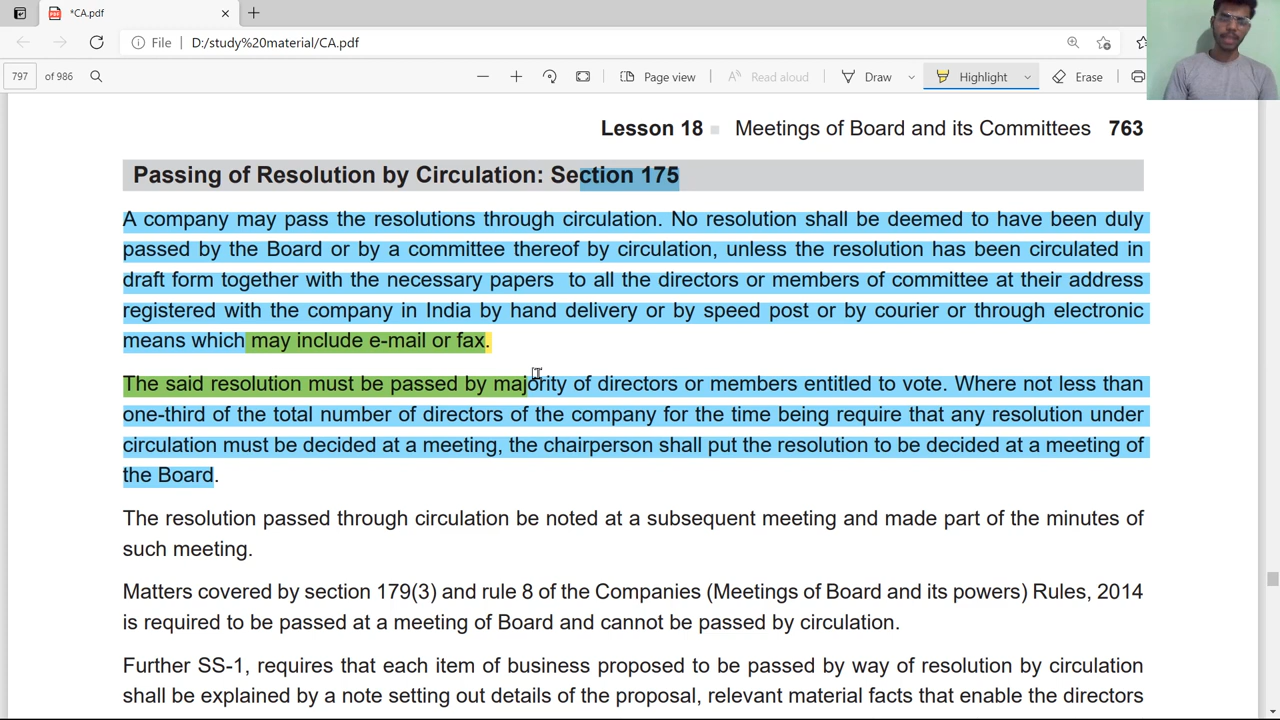 *CA.pdf
File D:/study%20material/CA.pdf
797 of 986 Page view Read aloud Draw Highlight Erase
Lesson 18 Meetings of Board and its Committees 763
Passing of Resolution by Circulation: Section 175
A company may pass the resolutions through circulation. No resolution shall be deemed to have been duly
passed by the Board or by a committee thereof by circulation, unless the resolution has been circulated in
draft form together with the necessary papers to all the directors or members of committee at their address
registered with the company in India by hand delivery or by speed post or by courier or through electronic
means which may include e-mail or fax.
The said resolution must be passed by majority of directors or members entitled to vote. Where not less than
one-third of the total number of directors of the company for the time being require that any resolution under
circulation must be decided at a meeting, the chairperson shall put the resolution to be decided at a meeting of
the Board.
The resolution passed through circulation be noted at a subsequent meeting and made part of the minutes of
such meeting.
Matters covered by section 179(3) and rule 8 of the Companies (Meetings of Board and its powers) Rules, 2014
is required to be passed at a meeting of Board and cannot be passed by circulation.
Further SS-1, requires that each item of business proposed to be passed by way of resolution by circulation
shall be explained by a note setting out details of the proposal, relevant material facts that enable the directors